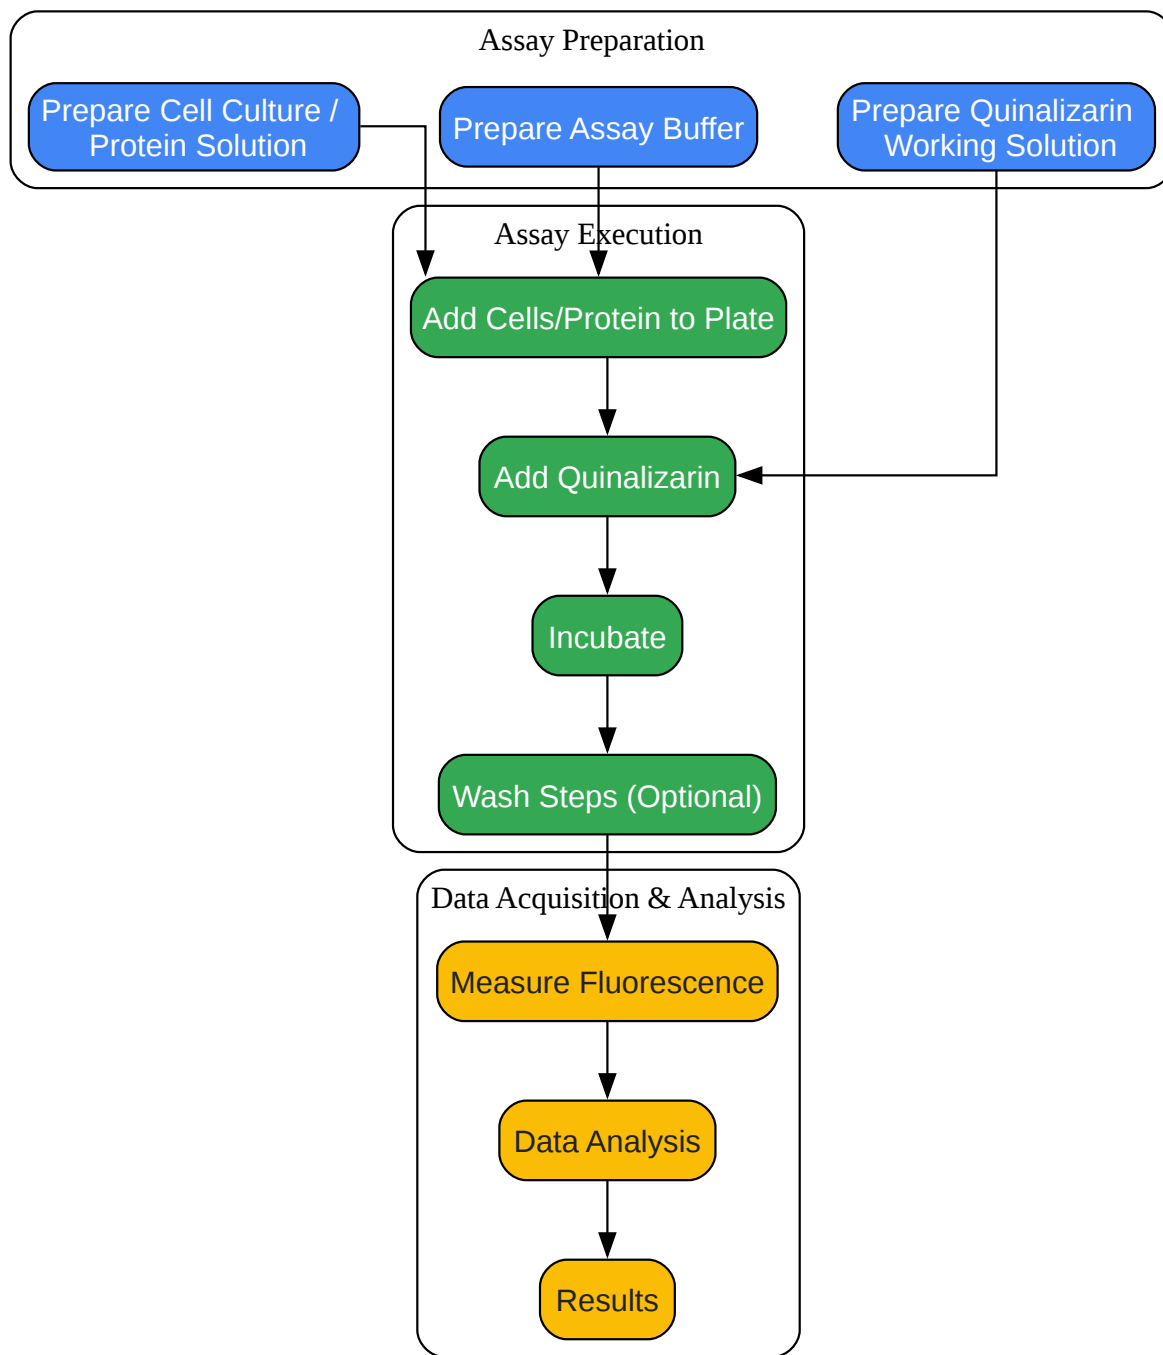 Assay Preparation
Prepare Cell Culture /
Protein Solution
Prepare Assay Buffer
Prepare Quinalizarin
Working Solution
Assay Execution
Add Cells/Protein to Plate
Add Quinalizarin
Incubate
Wash Steps (Optional)
Data Acquisition & Analysis
Measure Fluorescence
Data Analysis
Results